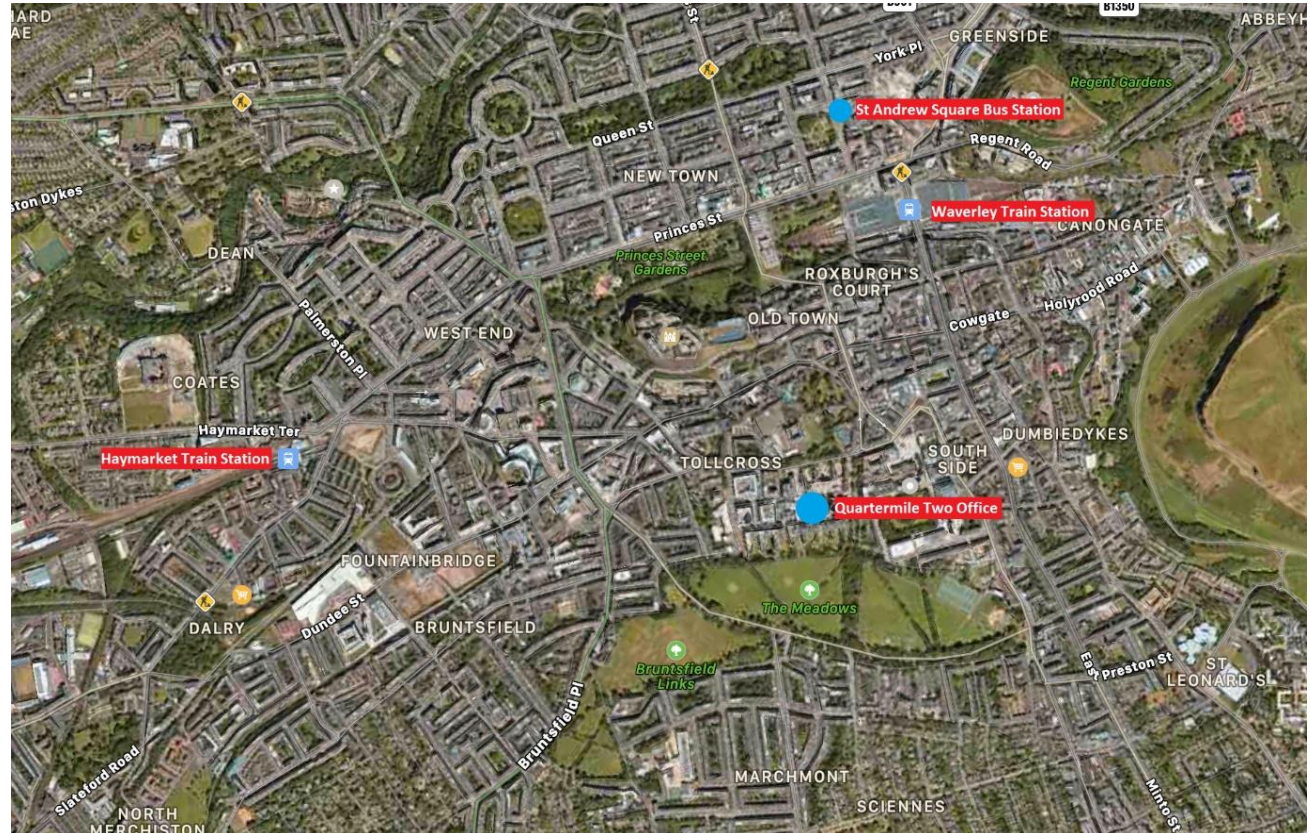 B1350
ABBEYH
GREENSIDE
York Pl
Regent Gardens
St Andrew Square Bus Station
Queen St
Regent Road
NEW TOWN
ston Dykes
Waverley Train Station
Princes St
CANONGATE
DEAN
Princes Street
Gardens
ROXBURGH'S
COURT
Holyrood Road
OLD TOWN
Cowgate
Palmerston Pl
WEST END
COATES
Haymarket Ter
DUMBIEDYKES
Haymarket Train Station
TOLLCROSS
SOUTH
SIDE
Quartermile Two Office
FOUNTAINBRIDGE
The Meadows
Dundee St
DALRY
BRUNTSFIELD
Bruntsfield
Links
East Preston St
ST
LEONARD'S
Bruntsfield Pl
Slateford Road
MARCHMONT
Minto St
SCIENNES
NORTH
MERCHISTON